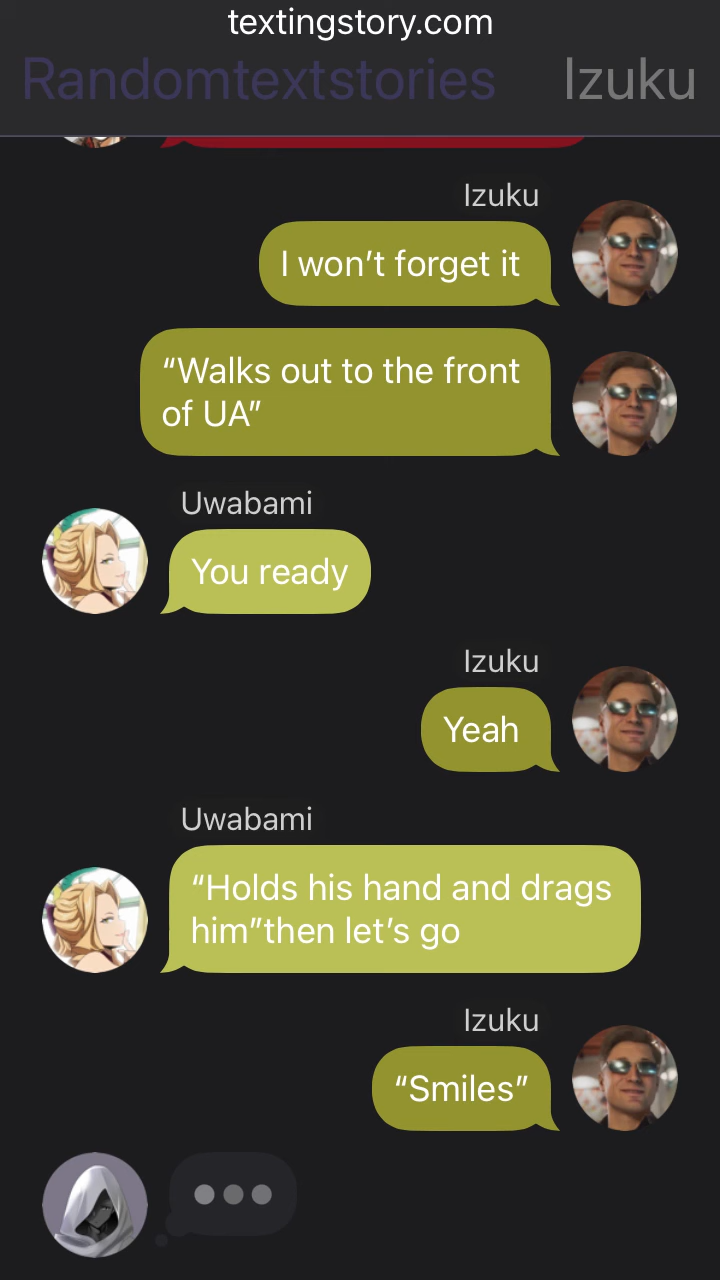 textingstory.com
Randomtextstories Izuku
Izuku
I won’t forget it
“Walks out to the front
of UA”
Uwabami
You ready
Izuku
Yeah
Uwabami
“Holds his hand and drags
him”then let’s go
Izuku
“Smiles”